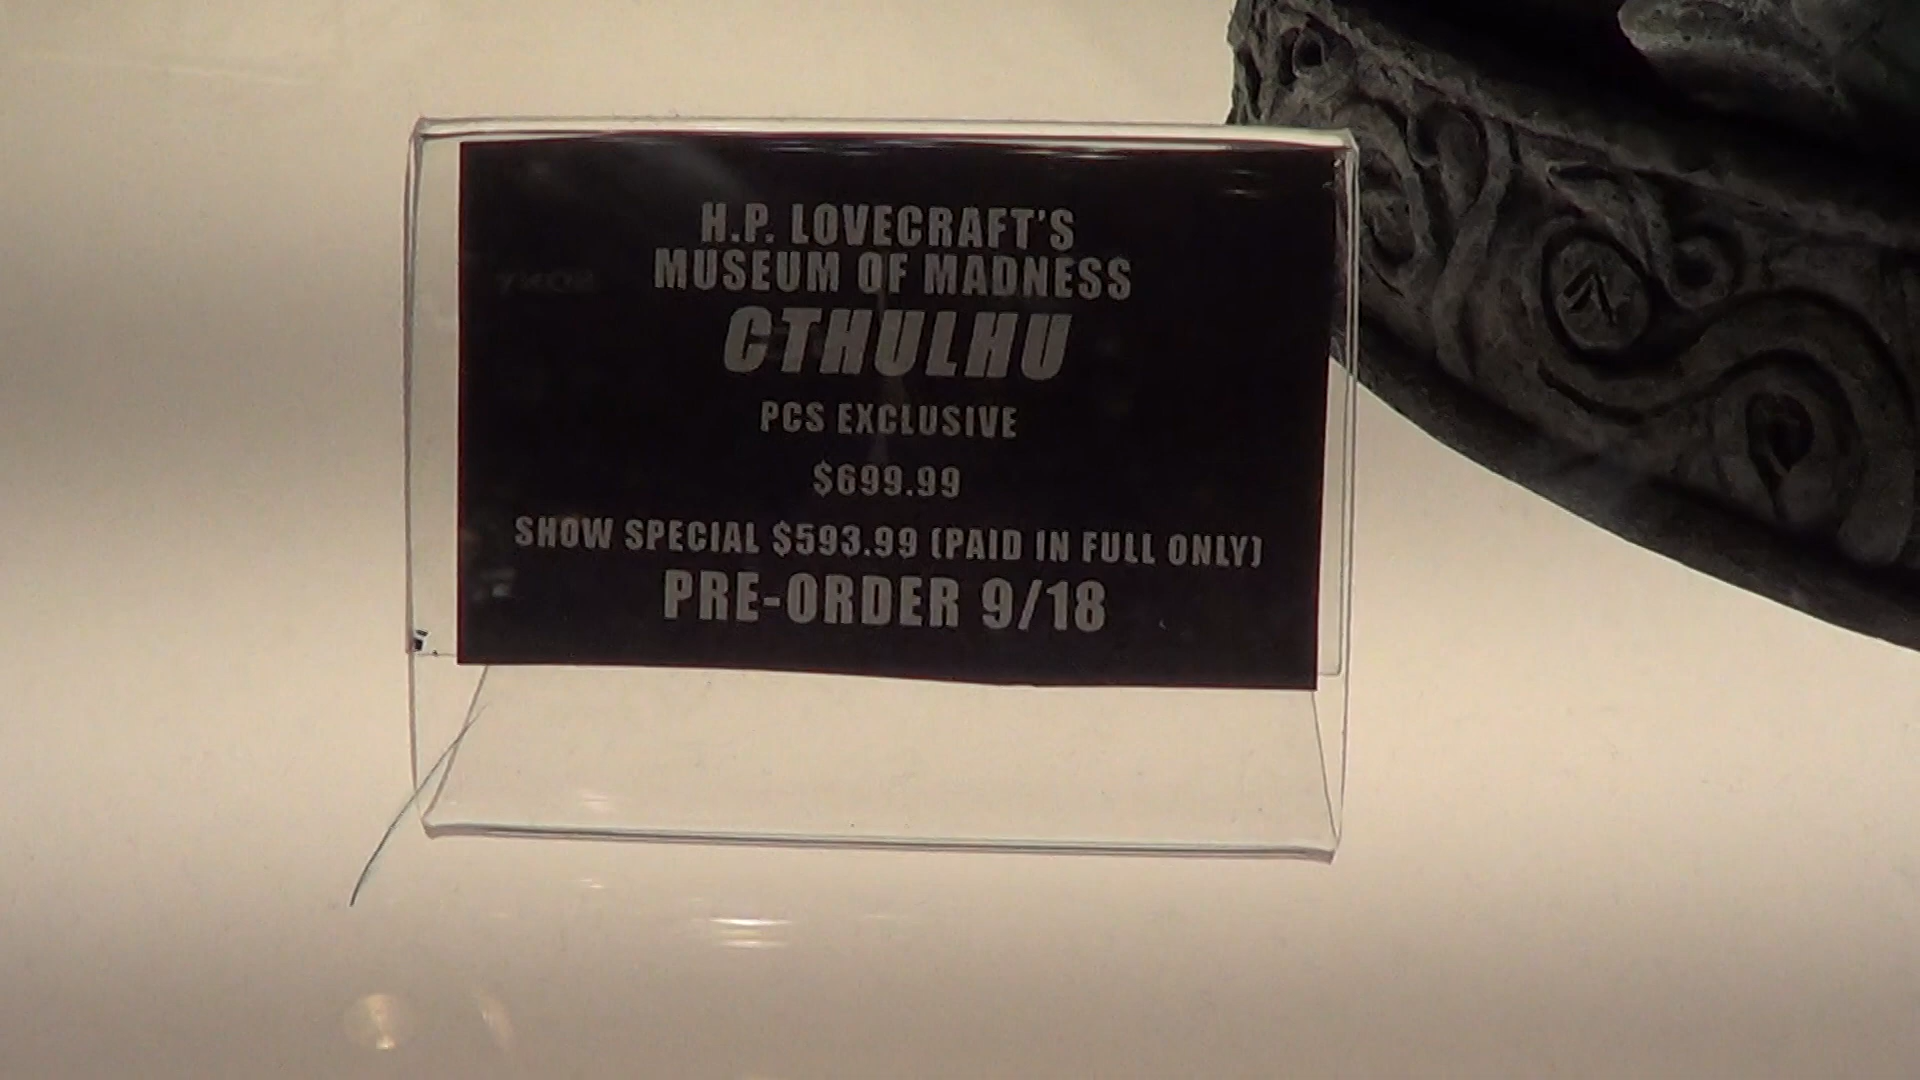 H.P. LOVECRAFT'S
MUSEUM OF MADNESS
CTHULHU
PCS EXCLUSIVE
$699.99
SHOW SPECIAL $593.99 (PAID IN FULL ONLY)
PRE-ORDER 9/18